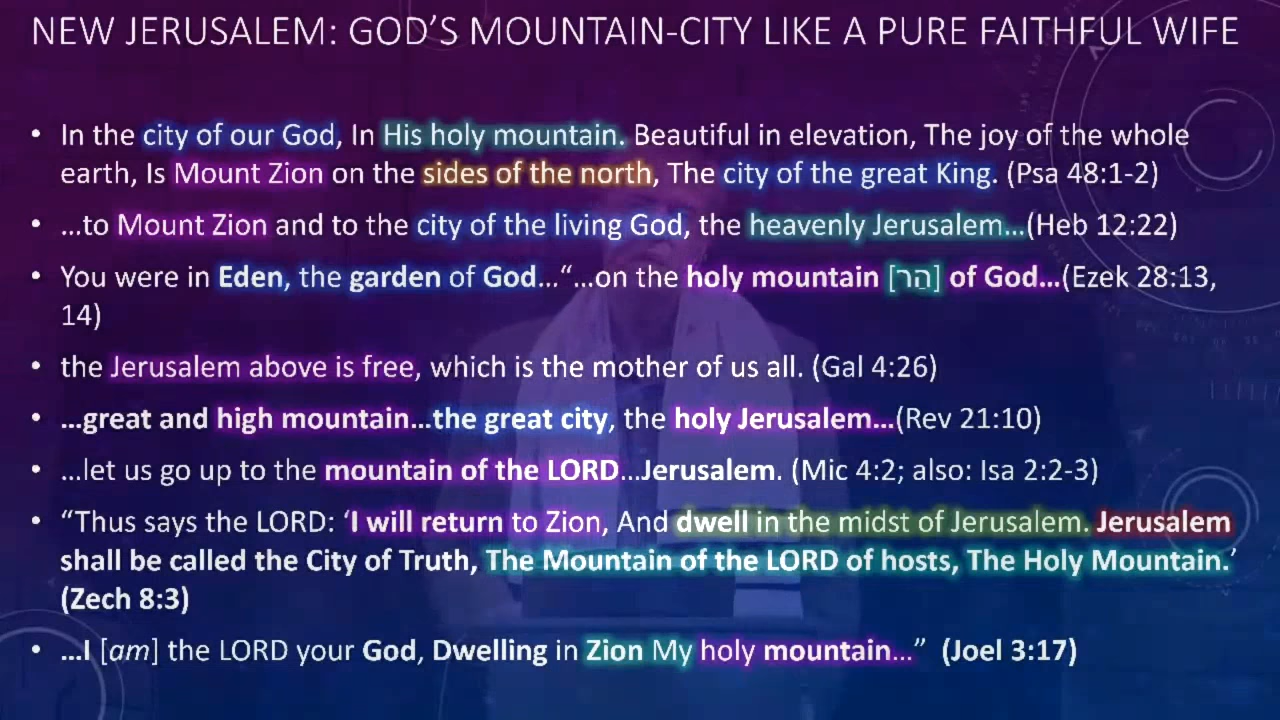 NEW JERUSALEM: GOD’S MOUNTAIN-CITY LIKE A PURE FAITHFUL WIFE
• In the city of our God, In His holy mountain. Beautiful in elevation, The joy of the whole
earth, Is Mount Zion on the sides of the north, The city of the great King. (Psa 48:1-2)
• …to Mount Zion and to the city of the living God, the heavenly Jerusalem…(Heb 12:22)
• You were in Eden, the garden of God…“…on the holy mountain [הַר] of God…(Ezek 28:13,
14)
• the Jerusalem above is free, which is the mother of us all. (Gal 4:26)
• …great and high mountain…the great city, the holy Jerusalem…(Rev 21:10)
• …let us go up to the mountain of the LORD…Jerusalem. (Mic 4:2; also: Isa 2:2-3)
• “Thus says the LORD: ‘I will return to Zion, And dwell in the midst of Jerusalem. Jerusalem
shall be called the City of Truth, The Mountain of the LORD of hosts, The Holy Mountain.’
(Zech 8:3)
• …I [am] the LORD your God, Dwelling in Zion My holy mountain…” (Joel 3:17)